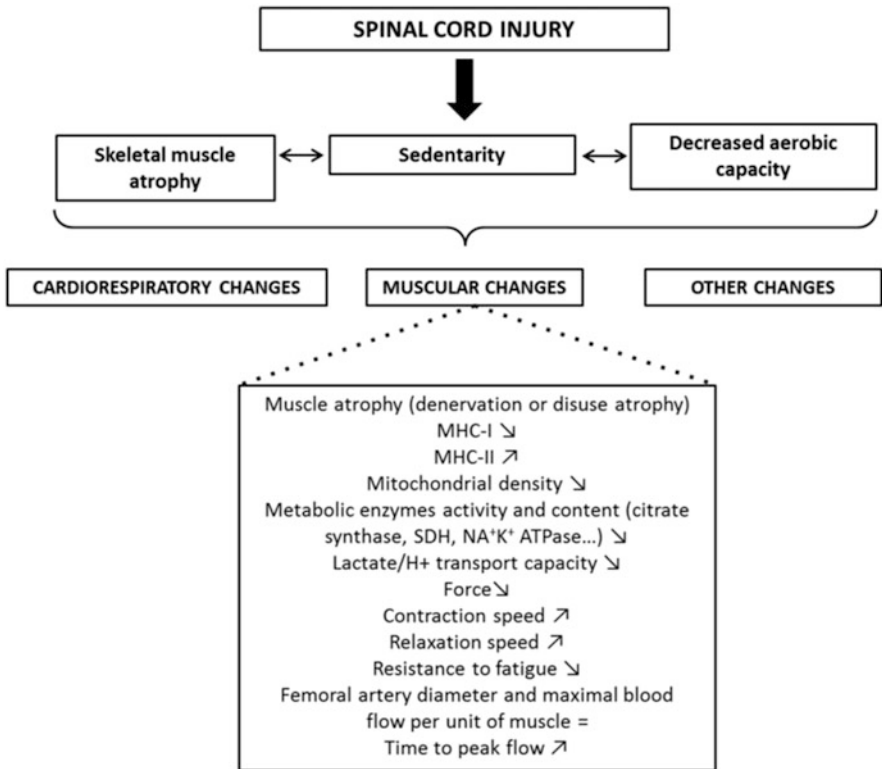 SPINAL CORD INJURY
Skeletal muscle
atrophy
Sedentarity
Decreased aerobic
capacity
CARDIORESPIRATORY CHANGES
MUSCULAR CHANGES
OTHER CHANGES
Muscle atrophy (denervation or disuse atrophy)
MHC-I ↘
MHC-II ↗
Mitochondrial density ↘
Metabolic enzymes activity and content (citrate
synthase, SDH, NA⁺K⁺ ATPase...) ↘
Lactate/H+ transport capacity ↘
Force↘
Contraction speed ↗
Relaxation speed ↗
Resistance to fatigue ↘
Femoral artery diameter and maximal blood
flow per unit of muscle =
Time to peak flow ↗